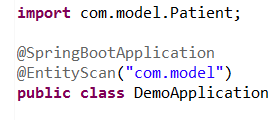 import com.model.Patient;
@SpringBootApplication
@EntityScan("com.model")
public class DemoApplication